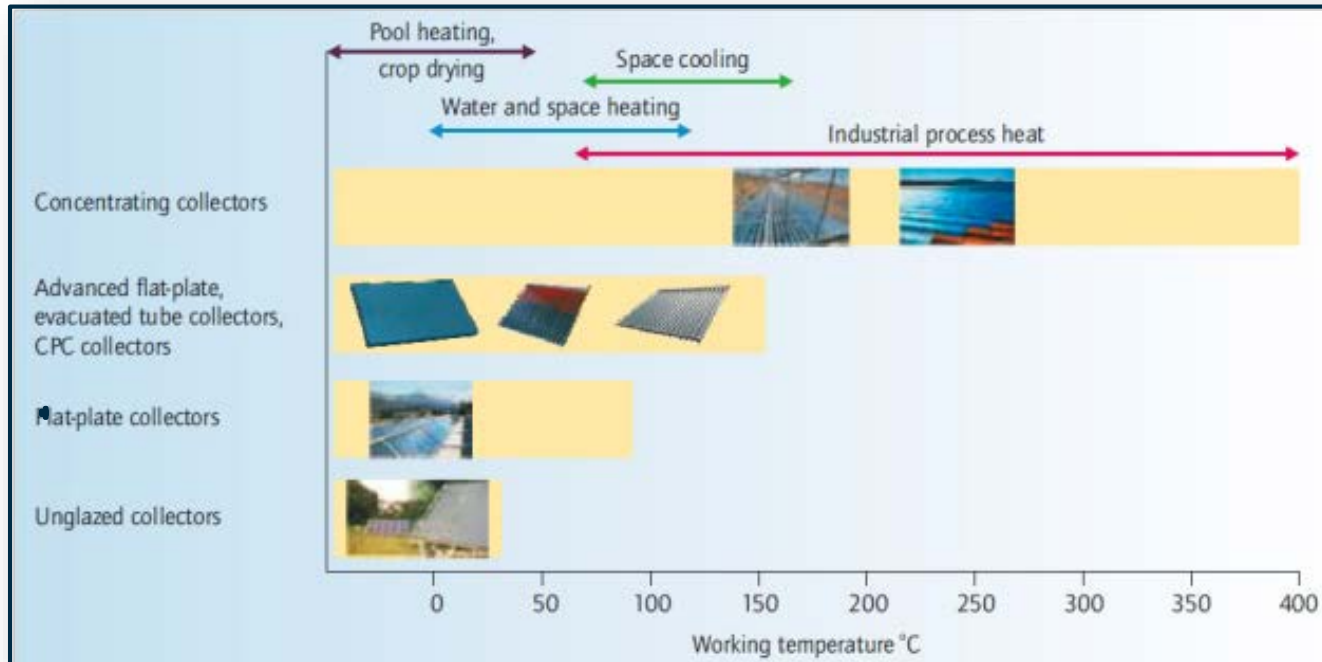 Pool heating,
crop drying
Space cooling
Water and space heating
Industrial process heat
Concentrating collectors
Advanced flat-plate,
evacuated tube collectors,
CPC collectors
Flat-plate collectors
Unglazed collectors
0 50 100 150 200 250 300 350 400
Working temperature °C